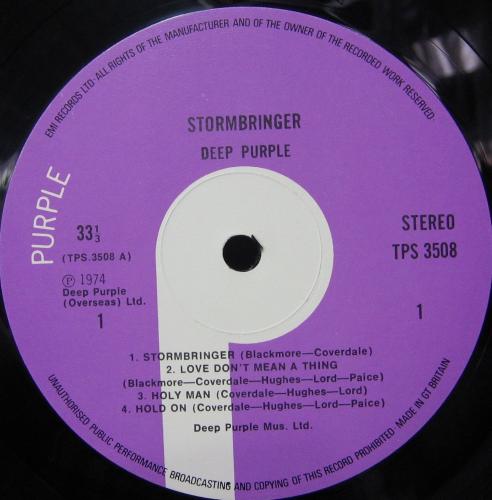 EMI RECORDS LTD·ALL RIGHTS OF THE MANUFACTURER AND OF THE OWNER OF THE RECORDED WORK RESERVED.
STORMBRINGER
DEEP PURPLE
PURPLE
33⅓
(TPS.3508 A)
STEREO
TPS 3508
Ⓟ 1974
Deep Purple
(Overseas) Ltd.
1
1
1. STORMBRINGER (Blackmore—Coverdale)
2. LOVE DON'T MEAN A THING
(Blackmore—Coverdale—Hughes—Lord—Paice)
3. HOLY MAN (Coverdale—Hughes—Lord)
4. HOLD ON (Coverdale—Hughes—Lord—Paice)
Deep Purple Mus. Ltd.
UNAUTHORISED PUBLIC PERFORMANCE BROADCASTING AND COPYING OF THIS RECORD PROHIBITED. MADE IN GT BRITAIN